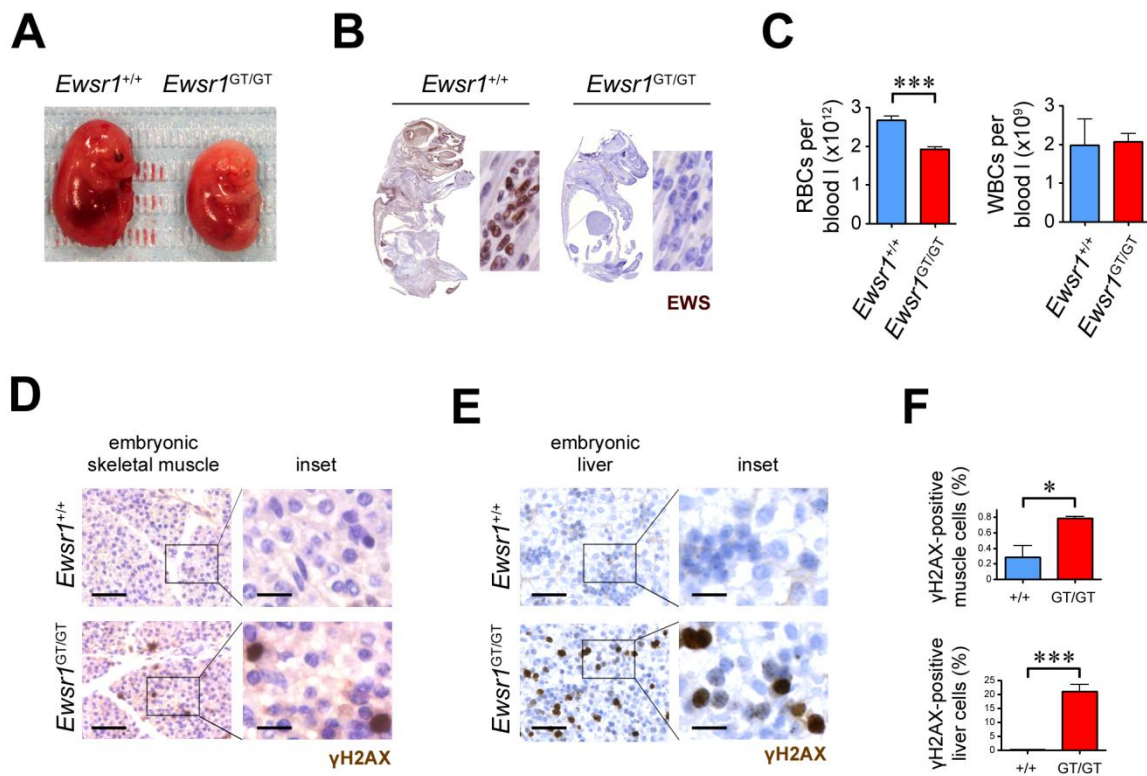 A
Ewsr1+/+
Ewsr1GT/GT
B
Ewsr1+/+
Ewsr1GT/GT
EWS
C
RBCs per
blood l (x10¹²)
3
2
1
0
***
Ewsr1+/+
Ewsr1GT/GT
WBCs per
blood l (x10⁹)
3
2
1
0
Ewsr1+/+
Ewsr1GT/GT
D
embryonic
skeletal muscle
inset
Ewsr1+/+
Ewsr1GT/GT
γH2AX
E
embryonic
liver
inset
Ewsr1+/+
Ewsr1GT/GT
γH2AX
F
γH2AX-positive
muscle cells (%)
0.8
0.6
0.4
0.2
0
*
+/+
GT/GT
γH2AX-positive
liver cells (%)
25
20
15
10
5
0
***
+/+
GT/GT